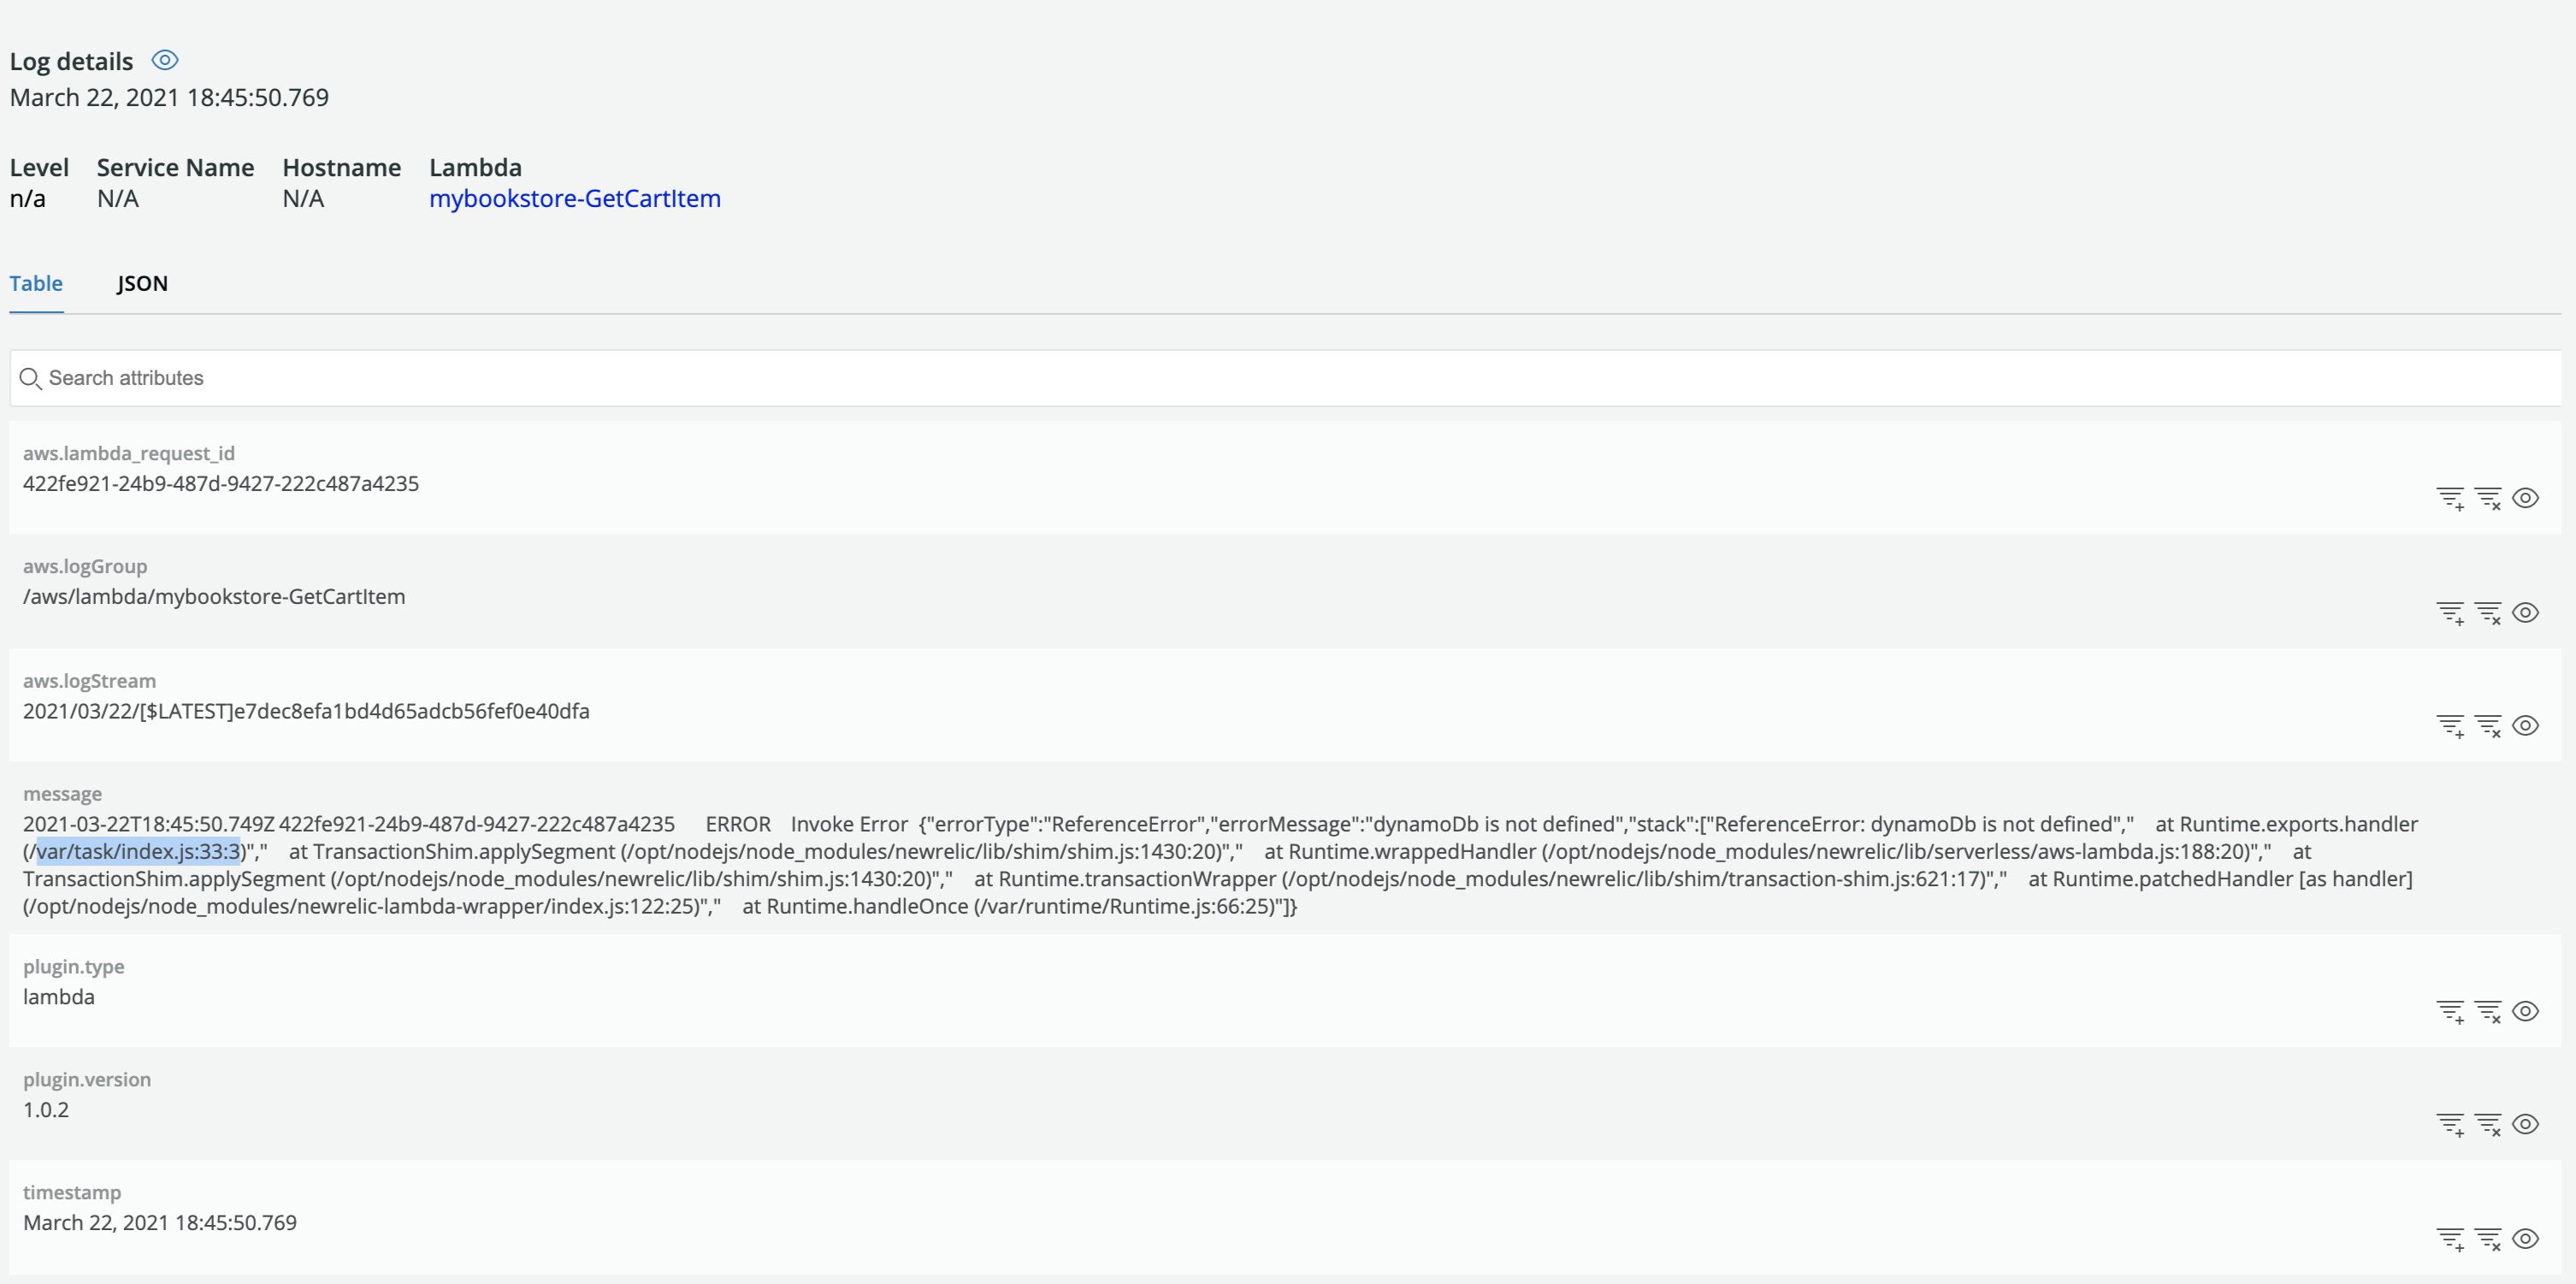 Log details
March 22, 2021 18:45:50.769
Level Service Name Hostname Lambda
n/a N/A N/A mybookstore-GetCartItem
Table JSON
Search attributes
aws.lambda_request_id
422fe921-24b9-487d-9427-222c487a4235
aws.logGroup
/aws/lambda/mybookstore-GetCartItem
aws.logStream
2021/03/22/[$LATEST]e7dec8efa1bd4d65adcb56fef0e40dfa
message
2021-03-22T18:45:50.749Z 422fe921-24b9-487d-9427-222c487a4235 ERROR Invoke Error {"errorType":"ReferenceError","errorMessage":"dynamoDb is not defined","stack":["ReferenceError: dynamoDb is not defined"," at Runtime.exports.handler
(/var/task/index.js:33:3)"," at TransactionShim.applySegment (/opt/nodejs/node_modules/newrelic/lib/shim/shim.js:1430:20)"," at Runtime.wrappedHandler (/opt/nodejs/node_modules/newrelic/lib/serverless/aws-lambda.js:188:20)"," at
TransactionShim.applySegment (/opt/nodejs/node_modules/newrelic/lib/shim/shim.js:1430:20)"," at Runtime.transactionWrapper (/opt/nodejs/node_modules/newrelic/lib/shim/transaction-shim.js:621:17)"," at Runtime.patchedHandler [as handler]
(/opt/nodejs/node_modules/newrelic-lambda-wrapper/index.js:122:25)"," at Runtime.handleOnce (/var/runtime/Runtime.js:66:25)"]}
plugin.type
lambda
plugin.version
1.0.2
timestamp
March 22, 2021 18:45:50.769